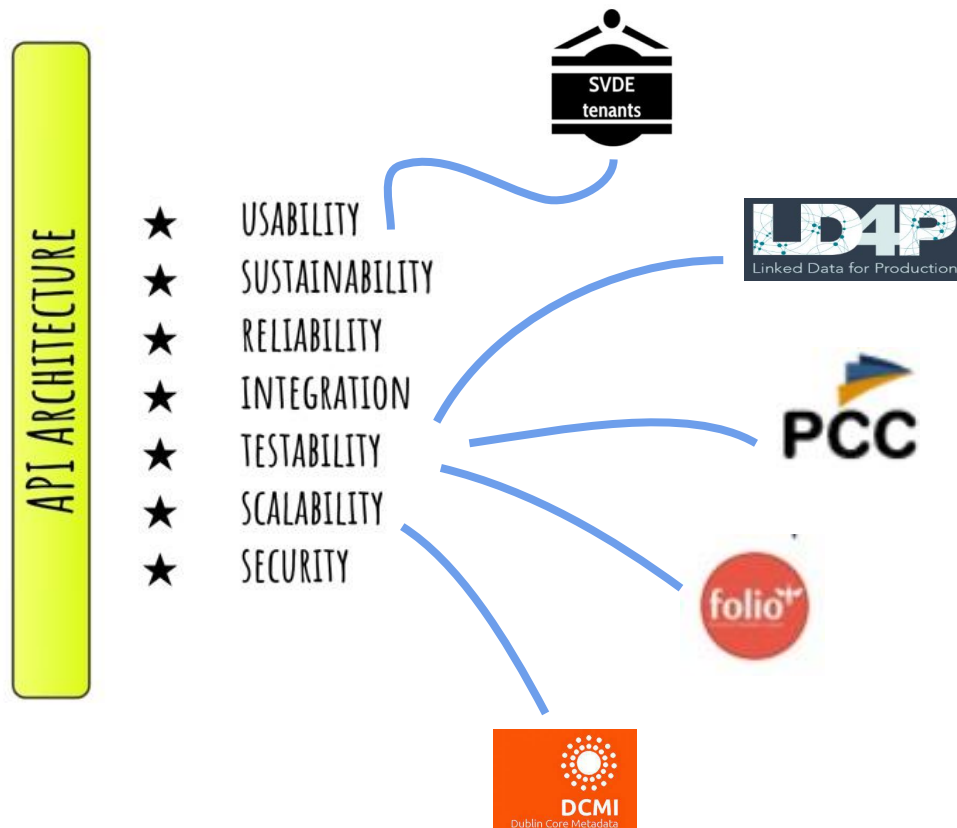 API ARCHITECTURE
USABILITY
SUSTAINABILITY
RELIABILITY
INTEGRATION
TESTABILITY
SCALABILITY
SECURITY
SVDE
tenants
LD4P
Linked Data for Production
PCC
folio
DCMI
Dublin Core Metadata